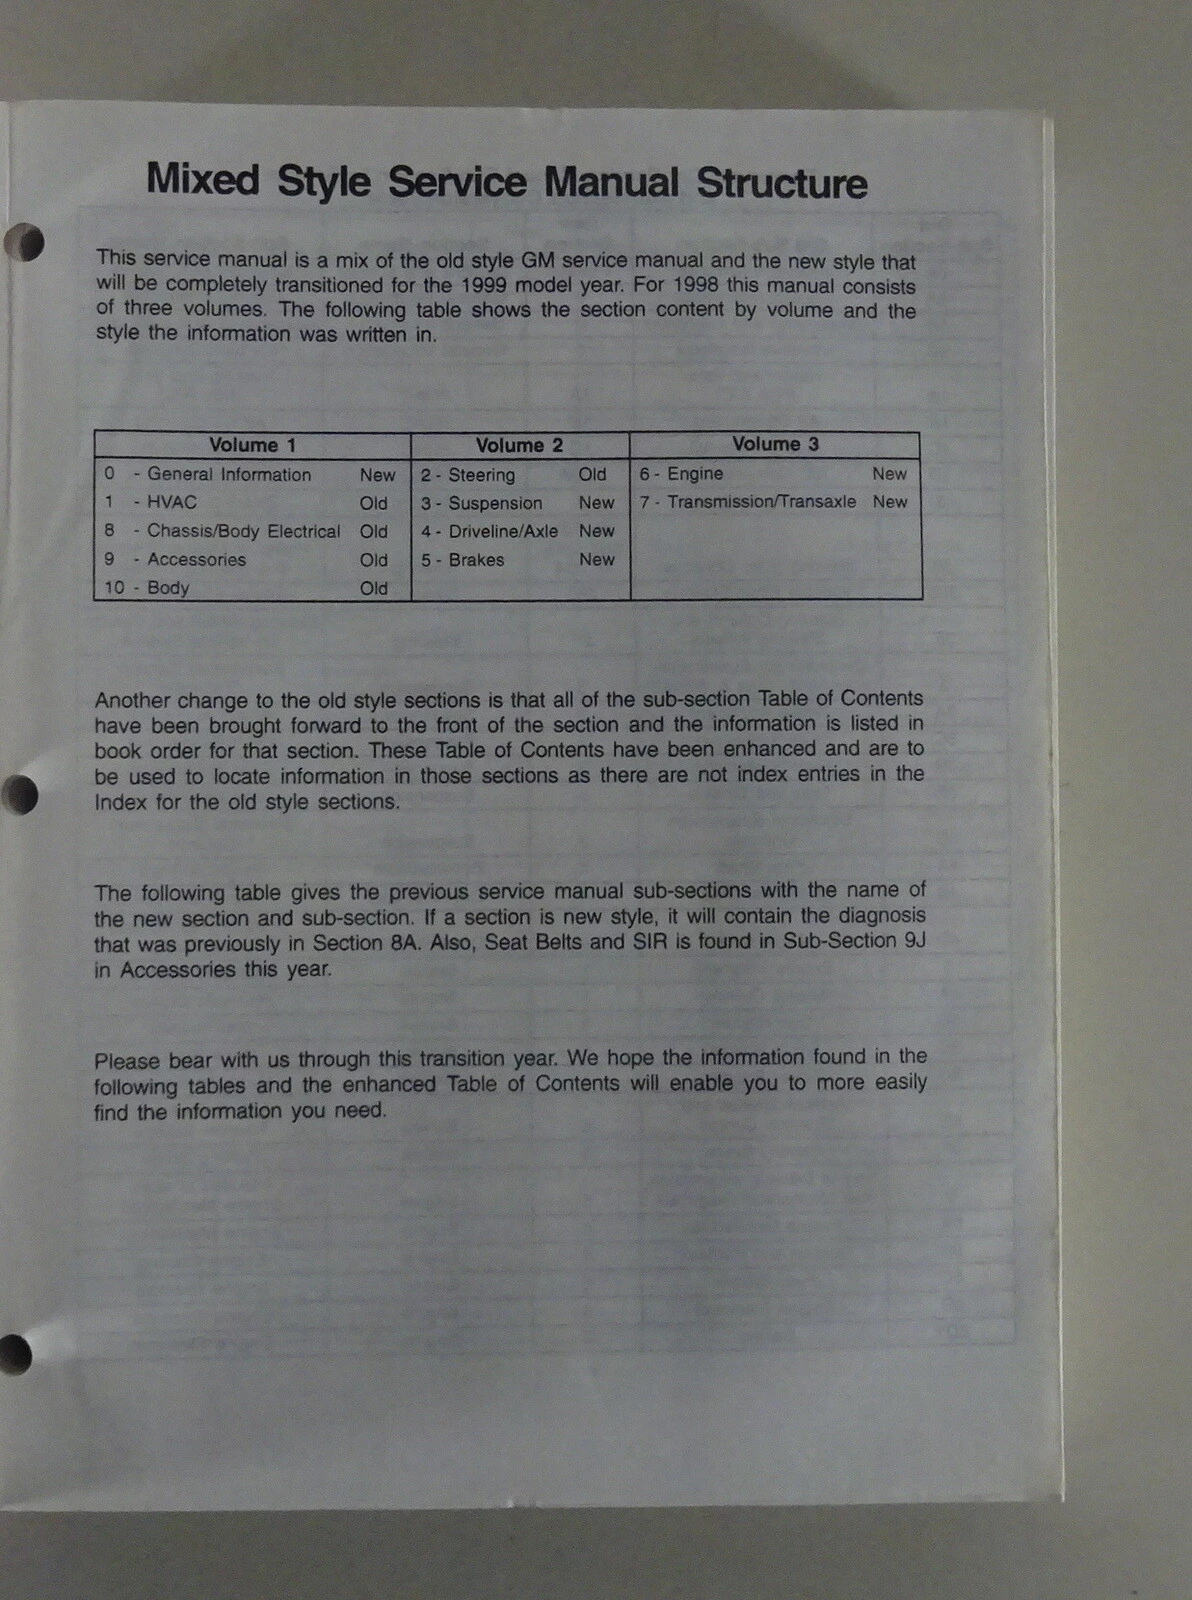 Mixed Style Service Manual Structure
This service manual is a mix of the old style GM service manual and the new style that
will be completely transitioned for the 1999 model year. For 1998 this manual consists
of three volumes. The following table shows the section content by volume and the
style the information was written in.
Volume 1 Volume 2 Volume 3
0 - General Information New 2 - Steering Old 6 - Engine New
1 - HVAC Old 3 - Suspension New 7 - Transmission/Transaxle New
8 - Chassis/Body Electrical Old 4 - Driveline/Axle New
9 - Accessories Old 5 - Brakes New
10 - Body Old
Another change to the old style sections is that all of the sub-section Table of Contents
have been brought forward to the front of the section and the information is listed in
book order for that section. These Table of Contents have been enhanced and are to
be used to locate information in those sections as there are not index entries in the
Index for the old style sections.
The following table gives the previous service manual sub-sections with the name of
the new section and sub-section. If a section is new style, it will contain the diagnosis
that was previously in Section 8A. Also, Seat Belts and SIR is found in Sub-Section 9J
in Accessories this year.
Please bear with us through this transition year. We hope the information found in the
following tables and the enhanced Table of Contents will enable you to more easily
find the information you need.